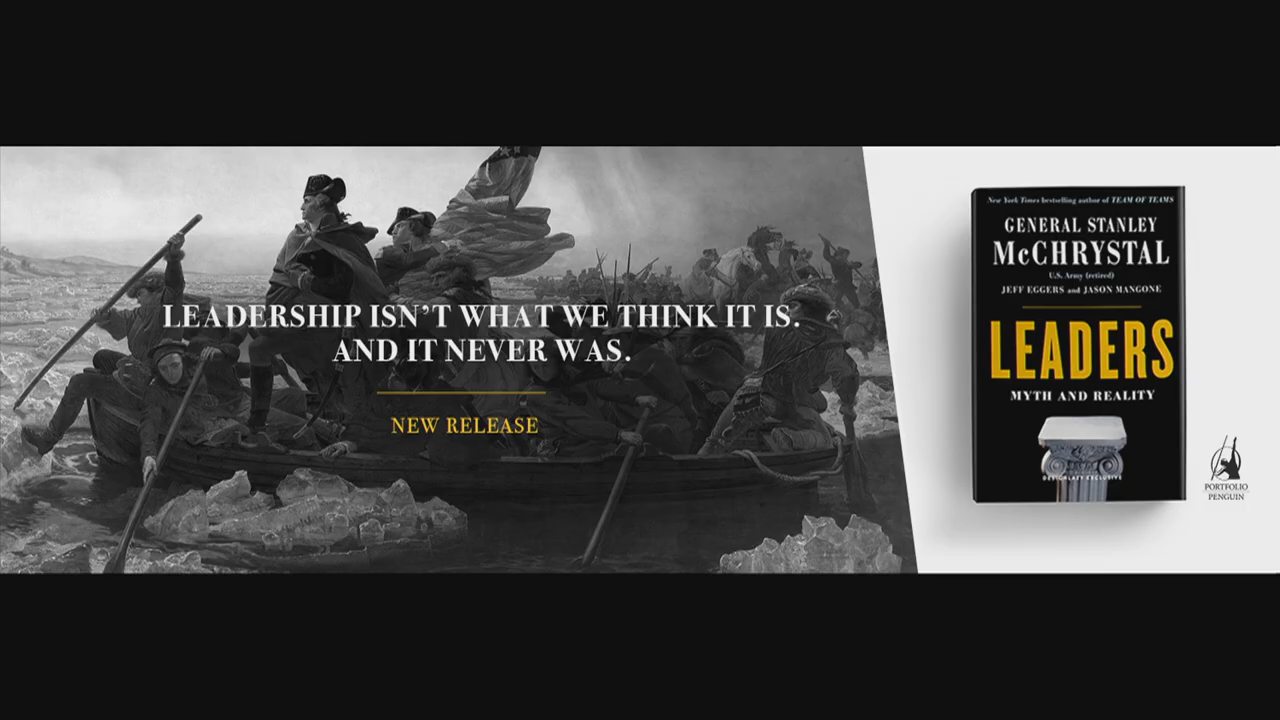 LEADERSHIP ISN'T WHAT WE THINK IT IS.
AND IT NEVER WAS.
NEW RELEASE
New York Times bestselling author of TEAM OF TEAMS
GENERAL STANLEY
McCHRYSTAL
U.S. Army (retired)
JEFF EGGERS and JASON MANGONE
LEADERS
MYTH AND REALITY
PORTFOLIO
PENGUIN